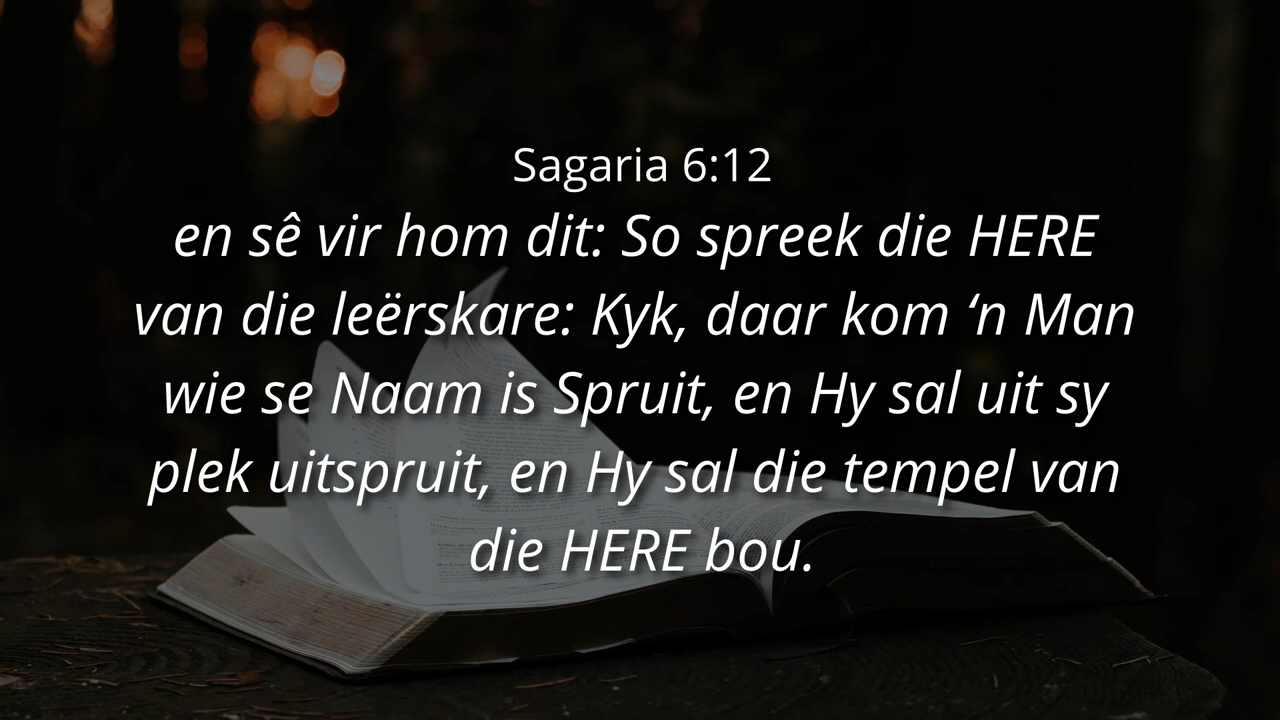 Sagaria 6:12
en sê vir hom dit: So spreek die HERE
van die leërskare: Kyk, daar kom ‘n Man
wie se Naam is Spruit, en Hy sal uit sy
plek uitspruit, en Hy sal die tempel van
die HERE bou.